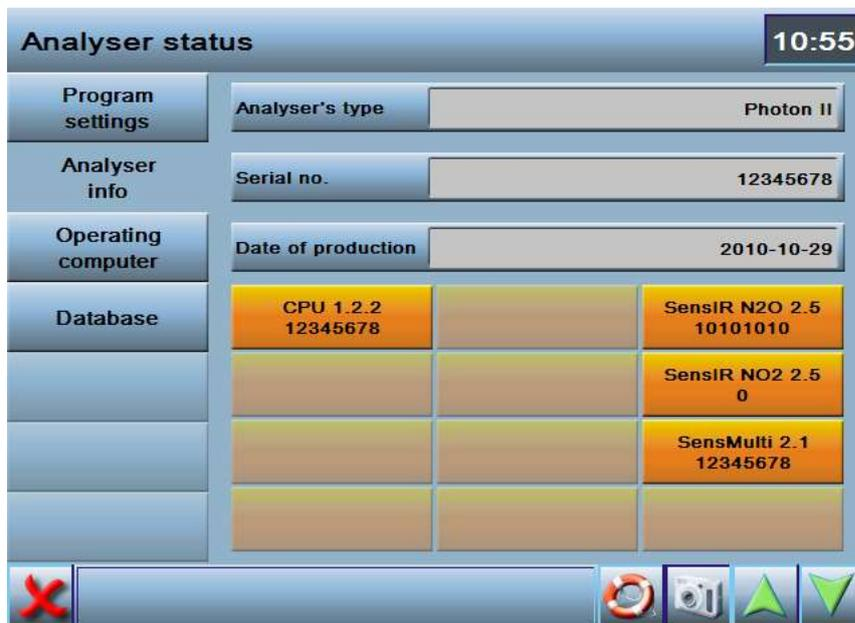 Analyser status
10:55
Program
settings
Analyser's type
Photon II
Analyser
info
Serial no.
12345678
Operating
computer
Date of production
2010-10-29
Database
CPU 1.2.2
12345678
SensIR N2O 2.5
10101010
SensIR NO2 2.5
0
SensMulti 2.1
12345678